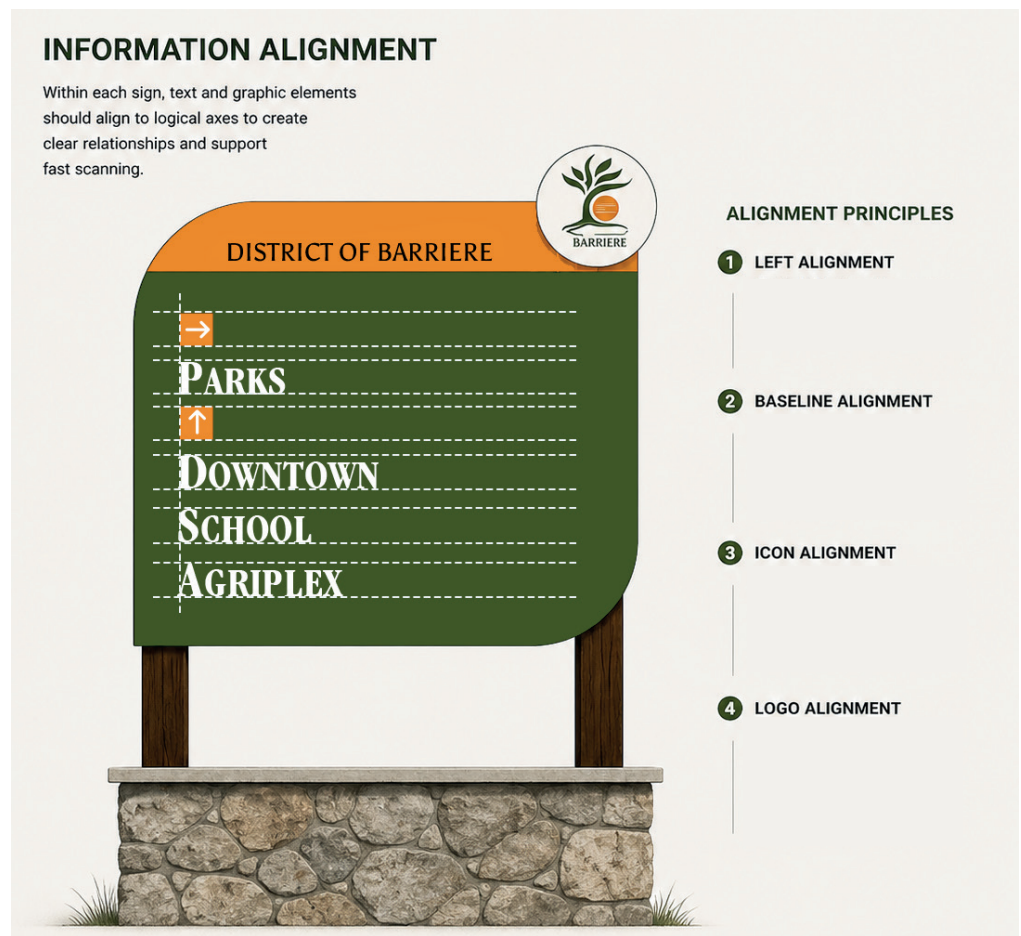 INFORMATION ALIGNMENT
Within each sign, text and graphic elements
should align to logical axes to create
clear relationships and support
fast scanning.
BARRIERE
DISTRICT OF BARRIERE
PARKS
DOWNTOWN
SCHOOL
AGRIPLEX
ALIGNMENT PRINCIPLES
1 LEFT ALIGNMENT
2 BASELINE ALIGNMENT
3 ICON ALIGNMENT
4 LOGO ALIGNMENT